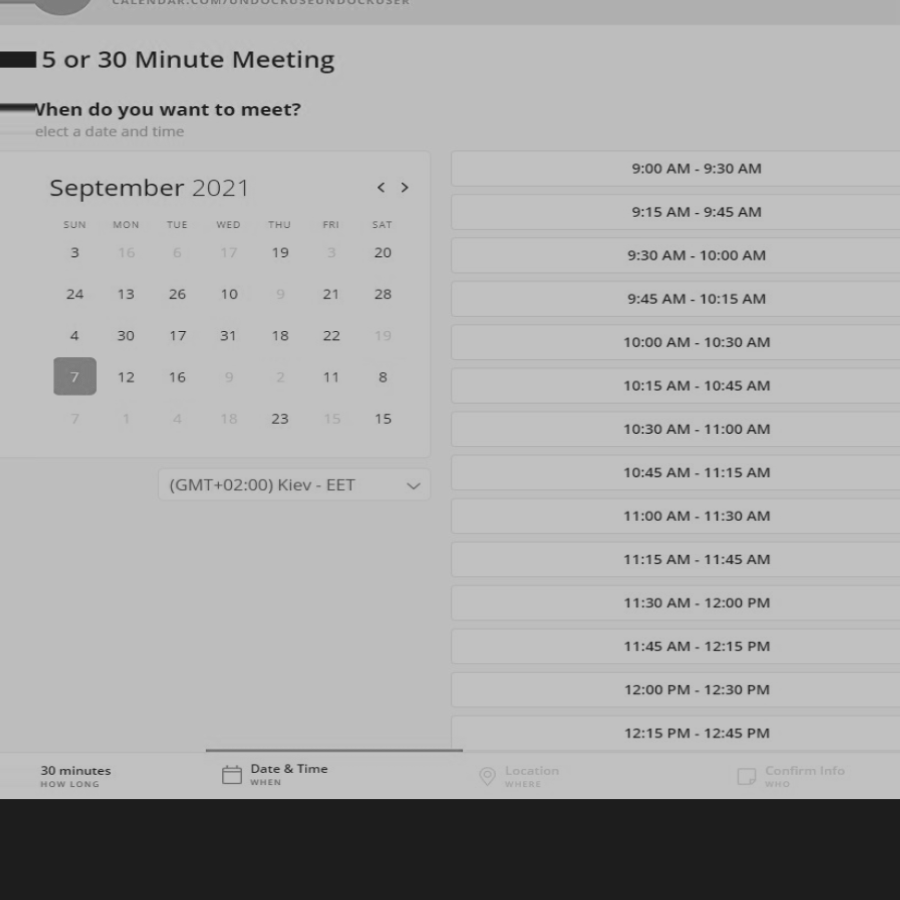 CALENDAR.COM/UNDOCKUSEUNDOCKUSER
5 or 30 Minute Meeting
When do you want to meet?
elect a date and time
September 2021 < >
SUN MON TUE WED THU FRI SAT
3 16 6 17 19 3 20
24 13 26 10 9 21 28
4 30 17 31 18 22 19
7 12 16 9 2 11 8
7 1 4 18 23 15 15
(GMT+02:00) Kiev - EET
9:00 AM - 9:30 AM
9:15 AM - 9:45 AM
9:30 AM - 10:00 AM
9:45 AM - 10:15 AM
10:00 AM - 10:30 AM
10:15 AM - 10:45 AM
10:30 AM - 11:00 AM
10:45 AM - 11:15 AM
11:00 AM - 11:30 AM
11:15 AM - 11:45 AM
11:30 AM - 12:00 PM
11:45 AM - 12:15 PM
12:00 PM - 12:30 PM
12:15 PM - 12:45 PM
30 minutes
HOW LONG
Date & Time
WHEN
Location
WHERE
Confirm Info
WHO